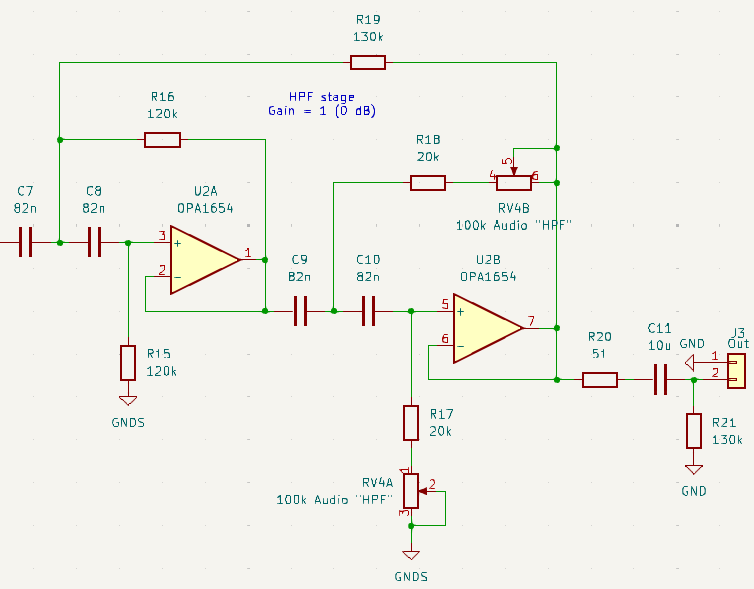 R19
130k
HPF stage
Gain = 1 (0 dB)
R16
120k
R18
20k
5
4
6
RV4B
100k Audio "HPF"
C7
82n
C8
82n
U2A
OPA1654
3
+
2
-
1
C9
82n
C10
82n
U2B
OPA1654
5
+
6
-
7
R15
120k
GNDS
R20
51
C11
10u
GND
J3
Out
1
2
R17
20k
R21
130k
GND
RV4A
100k Audio "HPF"
1
2
3
GNDS